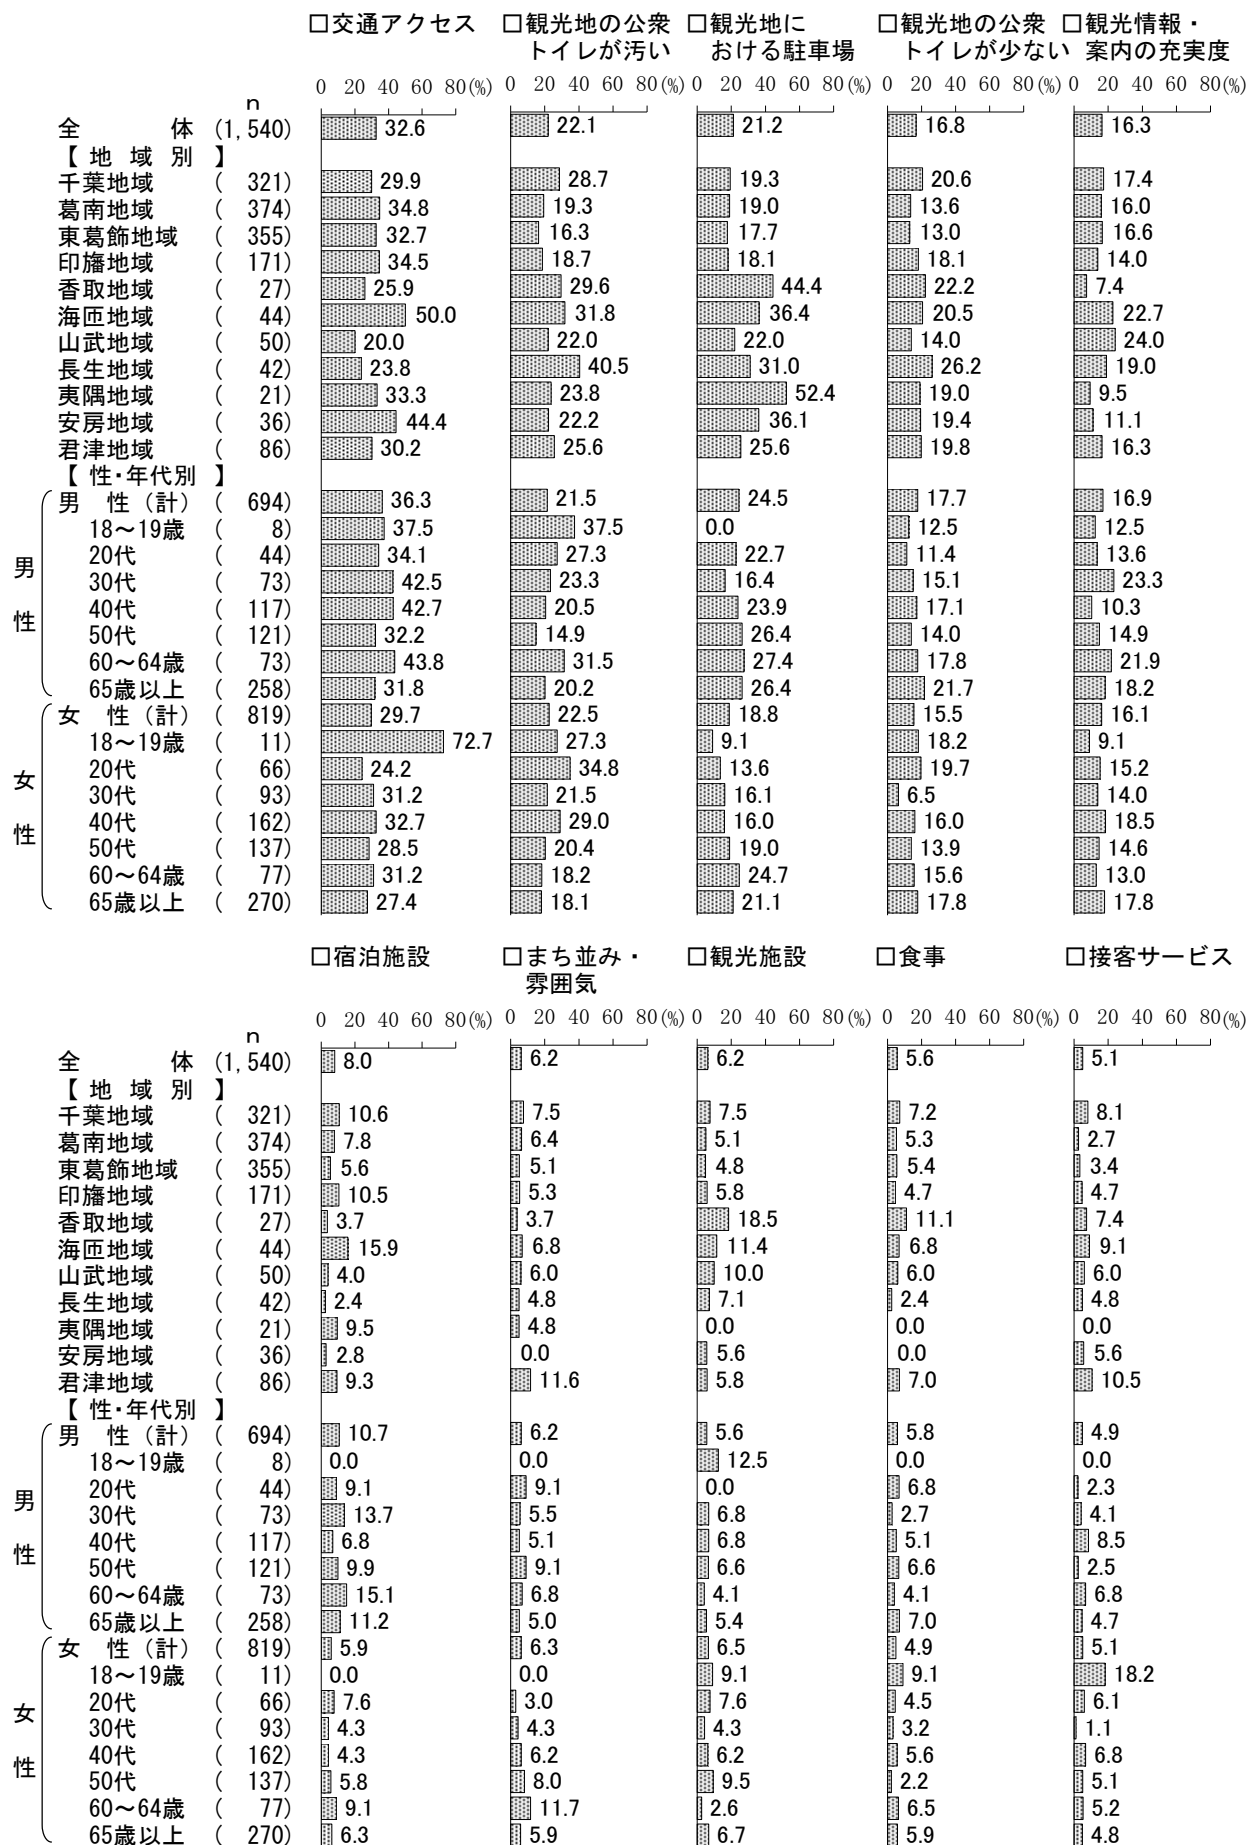 □交通アクセス □観光地の公衆 □観光地に □観光地の公衆 □観光情報・
トイレが汚い おける駐車場 トイレが少ない 案内の充実度
0 20 40 60 80(%) 0 20 40 60 80(%) 0 20 40 60 80(%) 0 20 40 60 80(%) 0 20 40 60 80(%)
n
全 体 (1,540) 32.6 22.1 21.2 16.8 16.3
【 地 域 別 】
千葉地域 ( 321) 29.9 28.7 19.3 20.6 17.4
葛南地域 ( 374) 34.8 19.3 19.0 13.6 16.0
東葛飾地域 ( 355) 32.7 16.3 17.7 13.0 16.6
印旛地域 ( 171) 34.5 18.7 18.1 18.1 14.0
香取地域 ( 27) 25.9 29.6 44.4 22.2 7.4
海匝地域 ( 44) 50.0 31.8 36.4 20.5 22.7
山武地域 ( 50) 20.0 22.0 22.0 14.0 24.0
長生地域 ( 42) 23.8 40.5 31.0 26.2 19.0
夷隅地域 ( 21) 33.3 23.8 52.4 19.0 9.5
安房地域 ( 36) 44.4 22.2 36.1 19.4 11.1
君津地域 ( 86) 30.2 25.6 25.6 19.8 16.3
【 性・年代別 】
男 性（計） ( 694) 36.3 21.5 24.5 17.7 16.9
18～19歳 ( 8) 37.5 37.5 0.0 12.5 12.5
20代 ( 44) 34.1 27.3 22.7 11.4 13.6
男 30代 ( 73) 42.5 23.3 16.4 15.1 23.3
40代 ( 117) 42.7 20.5 23.9 17.1 10.3
性 50代 ( 121) 32.2 14.9 26.4 14.0 14.9
60～64歳 ( 73) 43.8 31.5 27.4 17.8 21.9
65歳以上 ( 258) 31.8 20.2 26.4 21.7 18.2
女 性（計） ( 819) 29.7 22.5 18.8 15.5 16.1
18～19歳 ( 11) 72.7 27.3 9.1 18.2 9.1
女 20代 ( 66) 24.2 34.8 13.6 19.7 15.2
30代 ( 93) 31.2 21.5 16.1 6.5 14.0
性 40代 ( 162) 32.7 29.0 16.0 16.0 18.5
50代 ( 137) 28.5 20.4 19.0 13.9 14.6
60～64歳 ( 77) 31.2 18.2 24.7 15.6 13.0
65歳以上 ( 270) 27.4 18.1 21.1 17.8 17.8
□宿泊施設 □まち並み・ □観光施設 □食事 □接客サービス
雰囲気
0 20 40 60 80(%) 0 20 40 60 80(%) 0 20 40 60 80(%) 0 20 40 60 80(%) 0 20 40 60 80(%)
n
全 体 (1,540) 8.0 6.2 6.2 5.6 5.1
【 地 域 別 】
千葉地域 ( 321) 10.6 7.5 7.5 7.2 8.1
葛南地域 ( 374) 7.8 6.4 5.1 5.3 2.7
東葛飾地域 ( 355) 5.6 5.1 4.8 5.4 3.4
印旛地域 ( 171) 10.5 5.3 5.8 4.7 4.7
香取地域 ( 27) 3.7 3.7 18.5 11.1 7.4
海匝地域 ( 44) 15.9 6.8 11.4 6.8 9.1
山武地域 ( 50) 4.0 6.0 10.0 6.0 6.0
長生地域 ( 42) 2.4 4.8 7.1 2.4 4.8
夷隅地域 ( 21) 9.5 4.8 0.0 0.0 0.0
安房地域 ( 36) 2.8 0.0 5.6 0.0 5.6
君津地域 ( 86) 9.3 11.6 5.8 7.0 10.5
【 性・年代別 】
男 性（計） ( 694) 10.7 6.2 5.6 5.8 4.9
18～19歳 ( 8) 0.0 0.0 12.5 0.0 0.0
20代 ( 44) 9.1 9.1 0.0 6.8 2.3
男 30代 ( 73) 13.7 5.5 6.8 2.7 4.1
40代 ( 117) 6.8 5.1 6.8 5.1 8.5
性 50代 ( 121) 9.9 9.1 6.6 6.6 2.5
60～64歳 ( 73) 15.1 6.8 4.1 4.1 6.8
65歳以上 ( 258) 11.2 5.0 5.4 7.0 4.7
女 性（計） ( 819) 5.9 6.3 6.5 4.9 5.1
18～19歳 ( 11) 0.0 0.0 9.1 9.1 18.2
女 20代 ( 66) 7.6 3.0 7.6 4.5 6.1
30代 ( 93) 4.3 4.3 4.3 3.2 1.1
性 40代 ( 162) 4.3 6.2 6.2 5.6 6.8
50代 ( 137) 5.8 8.0 9.5 2.2 5.1
60～64歳 ( 77) 9.1 11.7 2.6 6.5 5.2
65歳以上 ( 270) 6.3 5.9 6.7 5.9 4.8